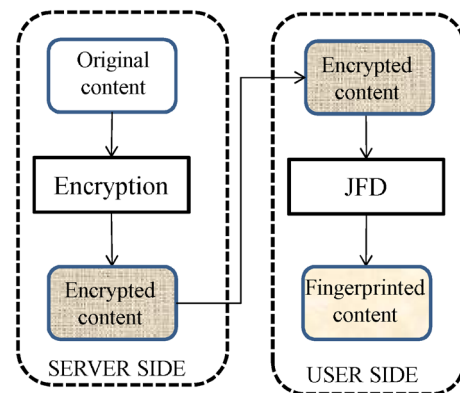 Original
content
Encryption
Encrypted
content
SERVER SIDE
Encrypted
content
JFD
Fingerprinted
content
USER SIDE